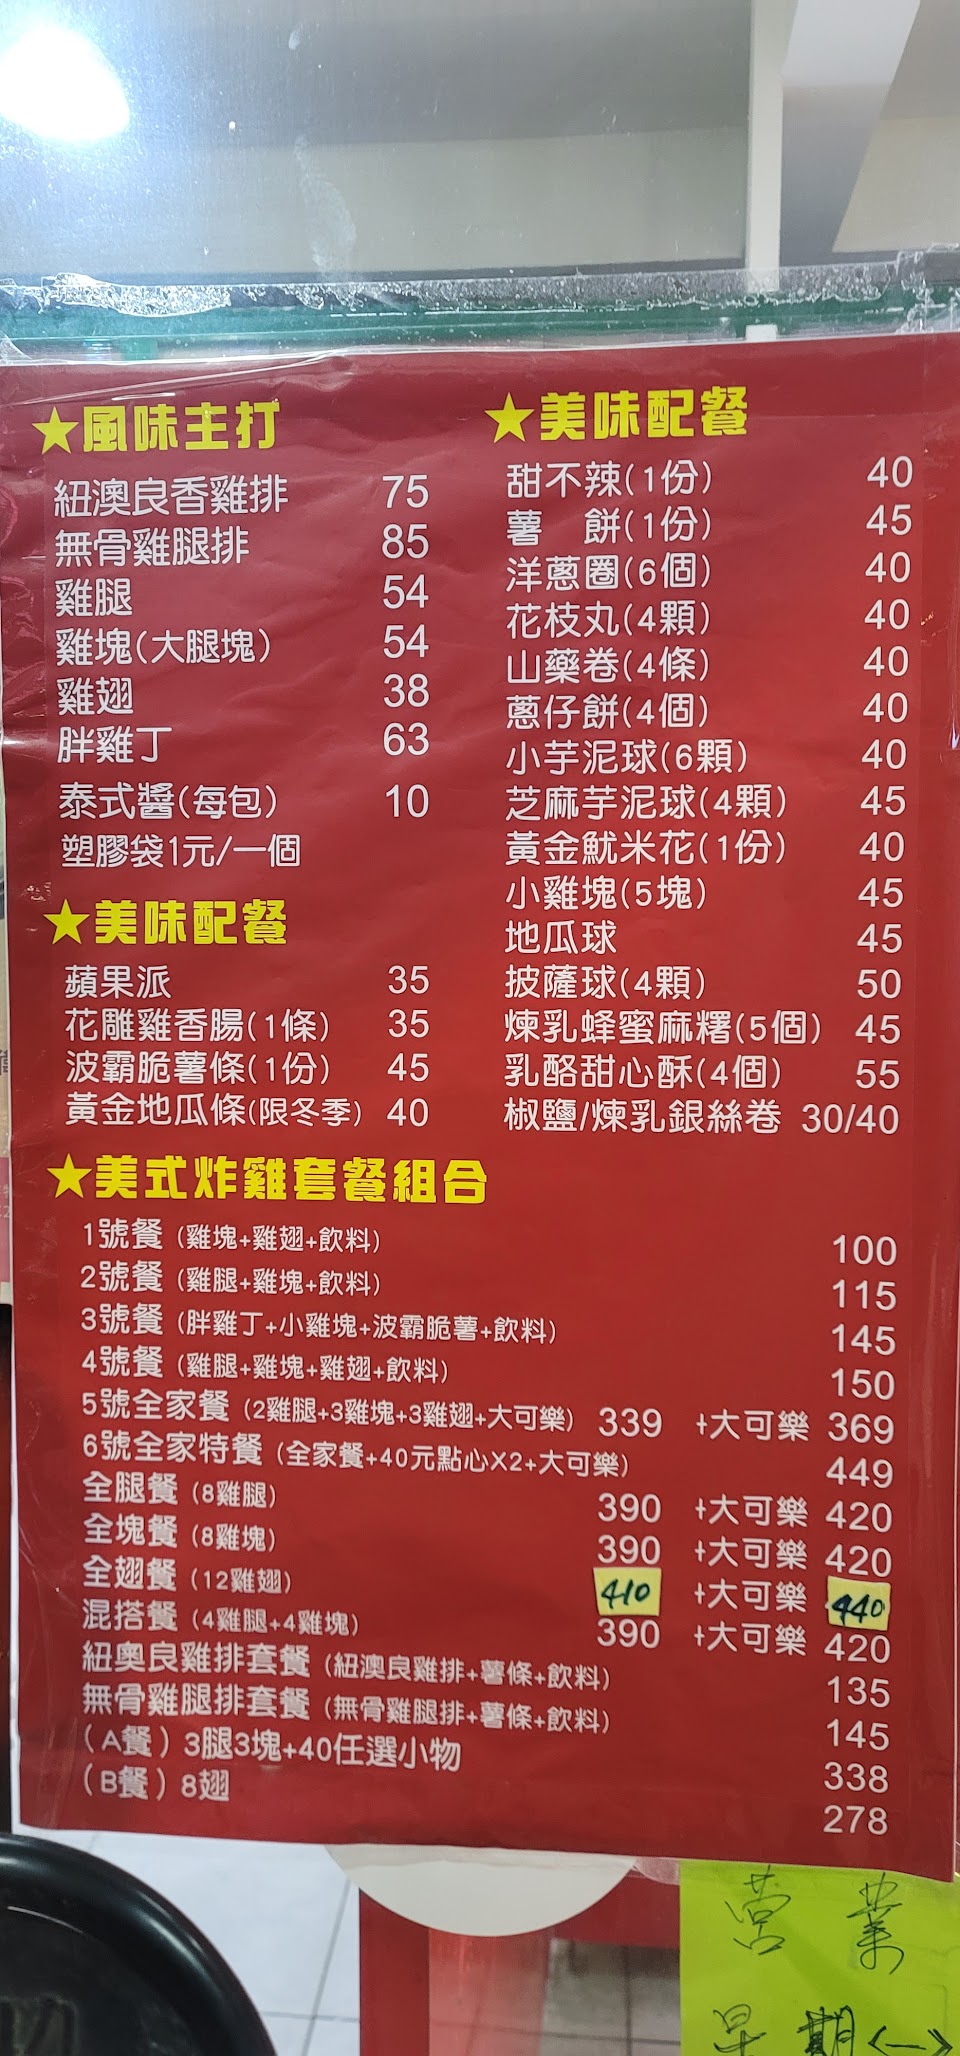 ★風味主打
紐澳良香雞排 75
無骨雞腿排 85
雞腿 54
雞塊(大腿塊) 54
雞翅 38
胖雞丁 63
泰式醬(每包) 10
塑膠袋1元/一個
★美味配餐
蘋果派 35
花雕雞香腸(1條) 35
波霸脆薯條(1份) 45
黃金地瓜條(限冬季) 40
★美味配餐
甜不辣(1份) 40
薯 餅(1份) 45
洋蔥圈(6個) 40
花枝丸(4顆) 40
山藥卷(4條) 40
蔥仔餅(4個) 40
小芋泥球(6顆) 40
芝麻芋泥球(4顆) 45
黃金魷米花(1份) 40
小雞塊(5塊) 45
地瓜球 45
披薩球(4顆) 50
煉乳蜂蜜麻糬(5個) 45
乳酪甜心酥(4個) 55
椒鹽/煉乳銀絲卷 30/40
★美式炸雞套餐組合
1號餐 (雞塊+雞翅+飲料) 100
2號餐 (雞腿+雞塊+飲料) 115
3號餐 (胖雞丁+小雞塊+波霸脆薯+飲料) 145
4號餐 (雞腿+雞塊+雞翅+飲料) 150
5號全家餐 (2雞腿+3雞塊+3雞翅+大可樂) 339 +大可樂 369
6號全家特餐 (全家餐+40元點心X2+大可樂) 449
全腿餐 (8雞腿) 390 +大可樂 420
全塊餐 (8雞塊) 390 +大可樂 420
全翅餐 (12雞翅) 410 +大可樂 440
混搭餐 (4雞腿+4雞塊) 390 +大可樂 420
紐奧良雞排套餐 (紐澳良雞排+薯條+飲料) 135
無骨雞腿排套餐 (無骨雞腿排+薯條+飲料) 145
(A餐) 3腿3塊+40任選小物 338
(B餐) 8翅 278
營 業
星 期<一>